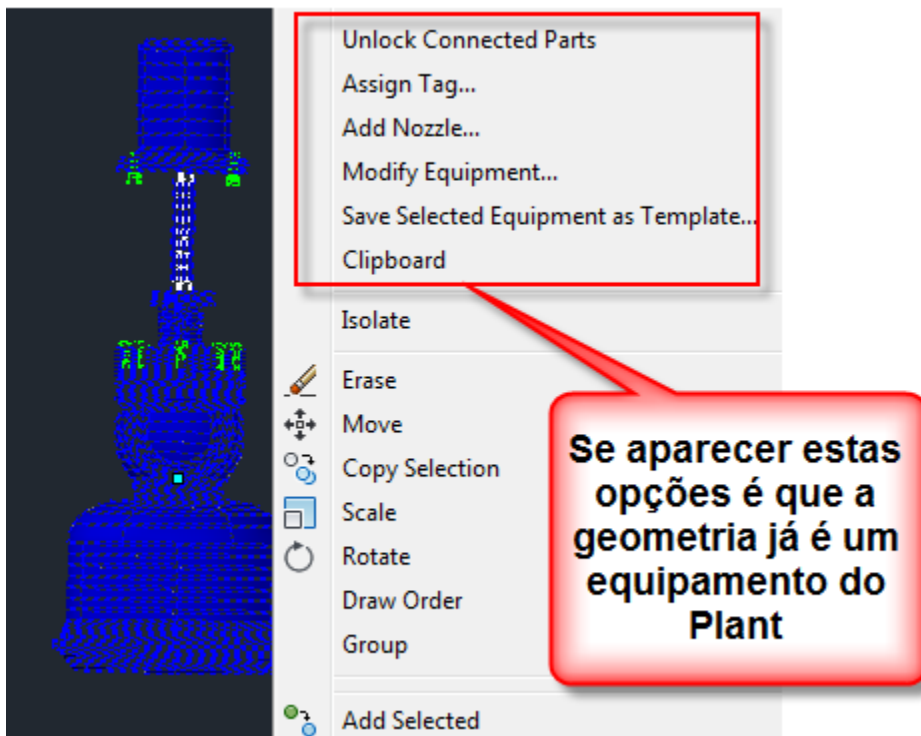 Unlock Connected Parts
Assign Tag...
Add Nozzle...
Modify Equipment...
Save Selected Equipment as Template...
Clipboard
Isolate
Erase
Move
Copy Selection
Scale
Rotate
Draw Order
Group
Add Selected
Se aparecer estas
opções é que a
geometria já é um
equipamento do
Plant